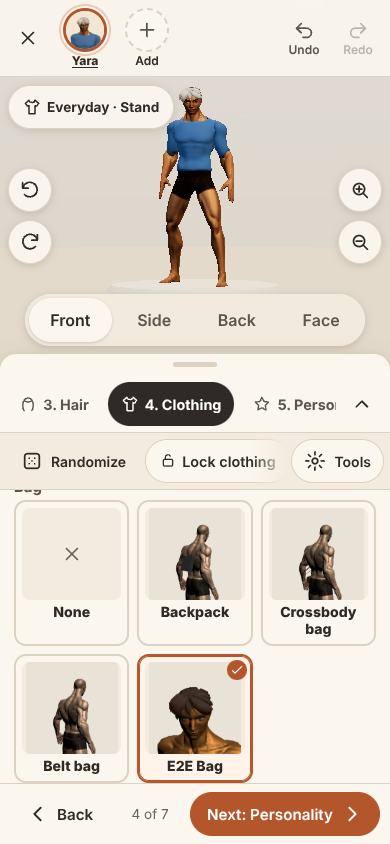 Yara
Add
Undo
Redo
Everyday · Stand
Front Side Back Face
3. Hair 4. Clothing 5. Perso
Randomize Lock clothing Tools
Bag
None
Backpack
Crossbody
bag
Belt bag
E2E Bag
Back 4 of 7 Next: Personality